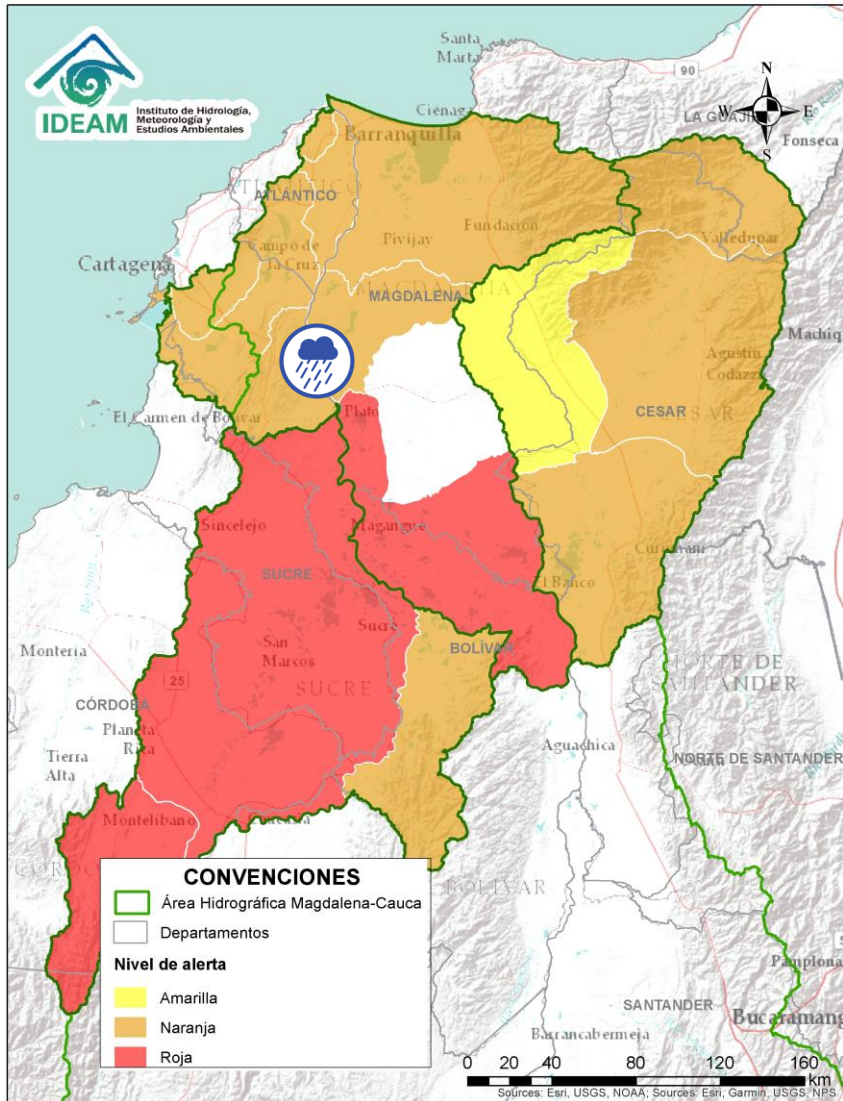 IDEAM
Instituto de Hidrología,
Meteorología y
Estudios Ambientales
Santa
Marta
90
N
W
E
S
LA GUAJI
Fonseca
Ciénaga
Barranquilla
ATLÁNTICO
Fundación
Valledupar
Pivijay
Campo de
la Cruz
Cartagena
MAGDALENA
Machiq
Agustín
Codazzi
CESAR
El Carmen de Bolívar
Plato
Sincelejo
Magangué
Curumaní
SUCRE
El Banco
Sucre
Montería
San
Marcos
BOLÍVAR
25
SUCRE
NORTE DE
SANTANDER
CÓRDOBA
Planeta
Rica
Tierra
Alta
Aguachica
NORTE DE SANTANDER
Montelíbano
BOLÍVAR
CONVENCIONES
Área Hidrográfica Magdalena-Cauca
Departamentos
Nivel de alerta
Amarilla
Naranja
Roja
Pamplona
SANTANDER
Bucaramang
Barrancabermeja
0 20 40 80 120 160
km
Sources: Esri, USGS, NOAA; Sources: Esri, Garmin, USGS, NPS